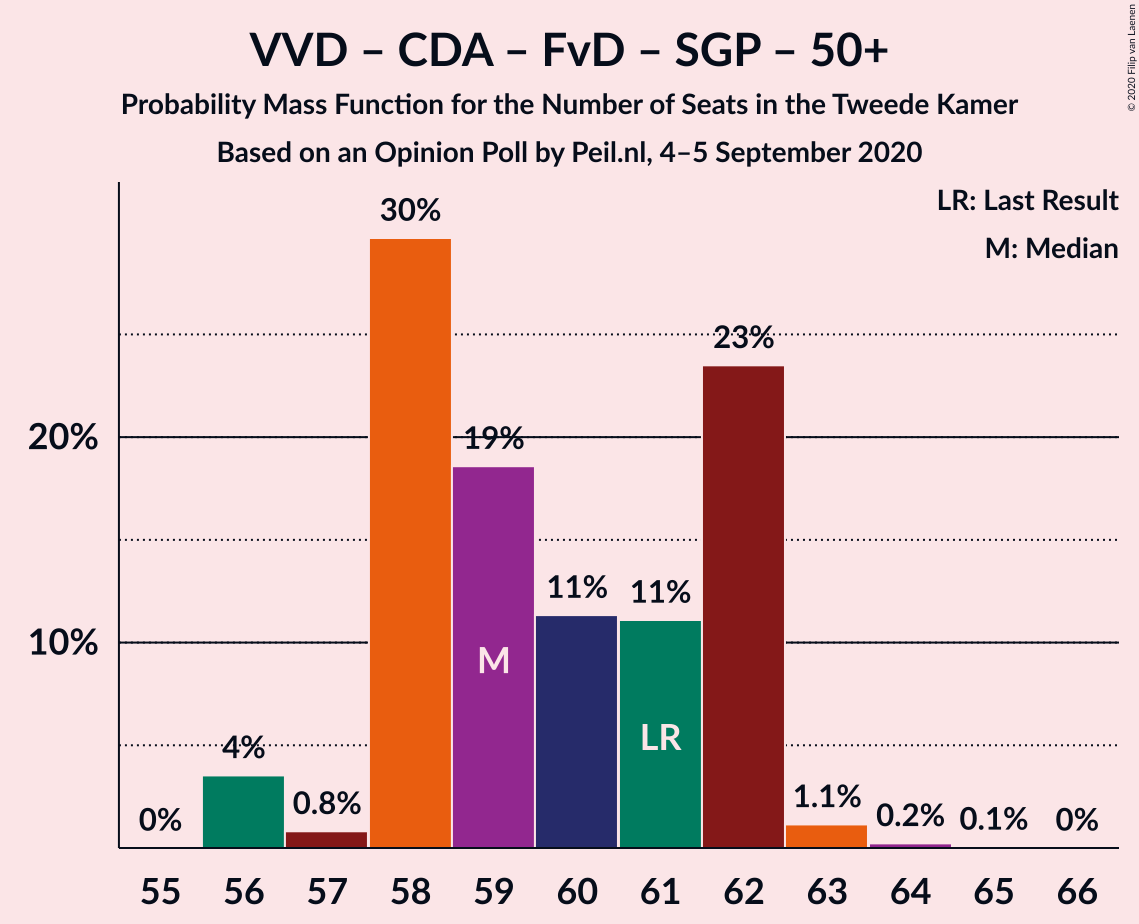 VVD – CDA – FvD – SGP – 50+
Probability Mass Function for the Number of Seats in the Tweede Kamer
Based on an Opinion Poll by Peil.nl, 4–5 September 2020
© 2020 Filip van Laenen
LR: Last Result
M: Median
30%
23%
20%
19%
11%
11%
10%
M
LR
4%
0%
0.8%
1.1%
0.2%
0.1%
0%
55 56 57 58 59 60 61 62 63 64 65 66